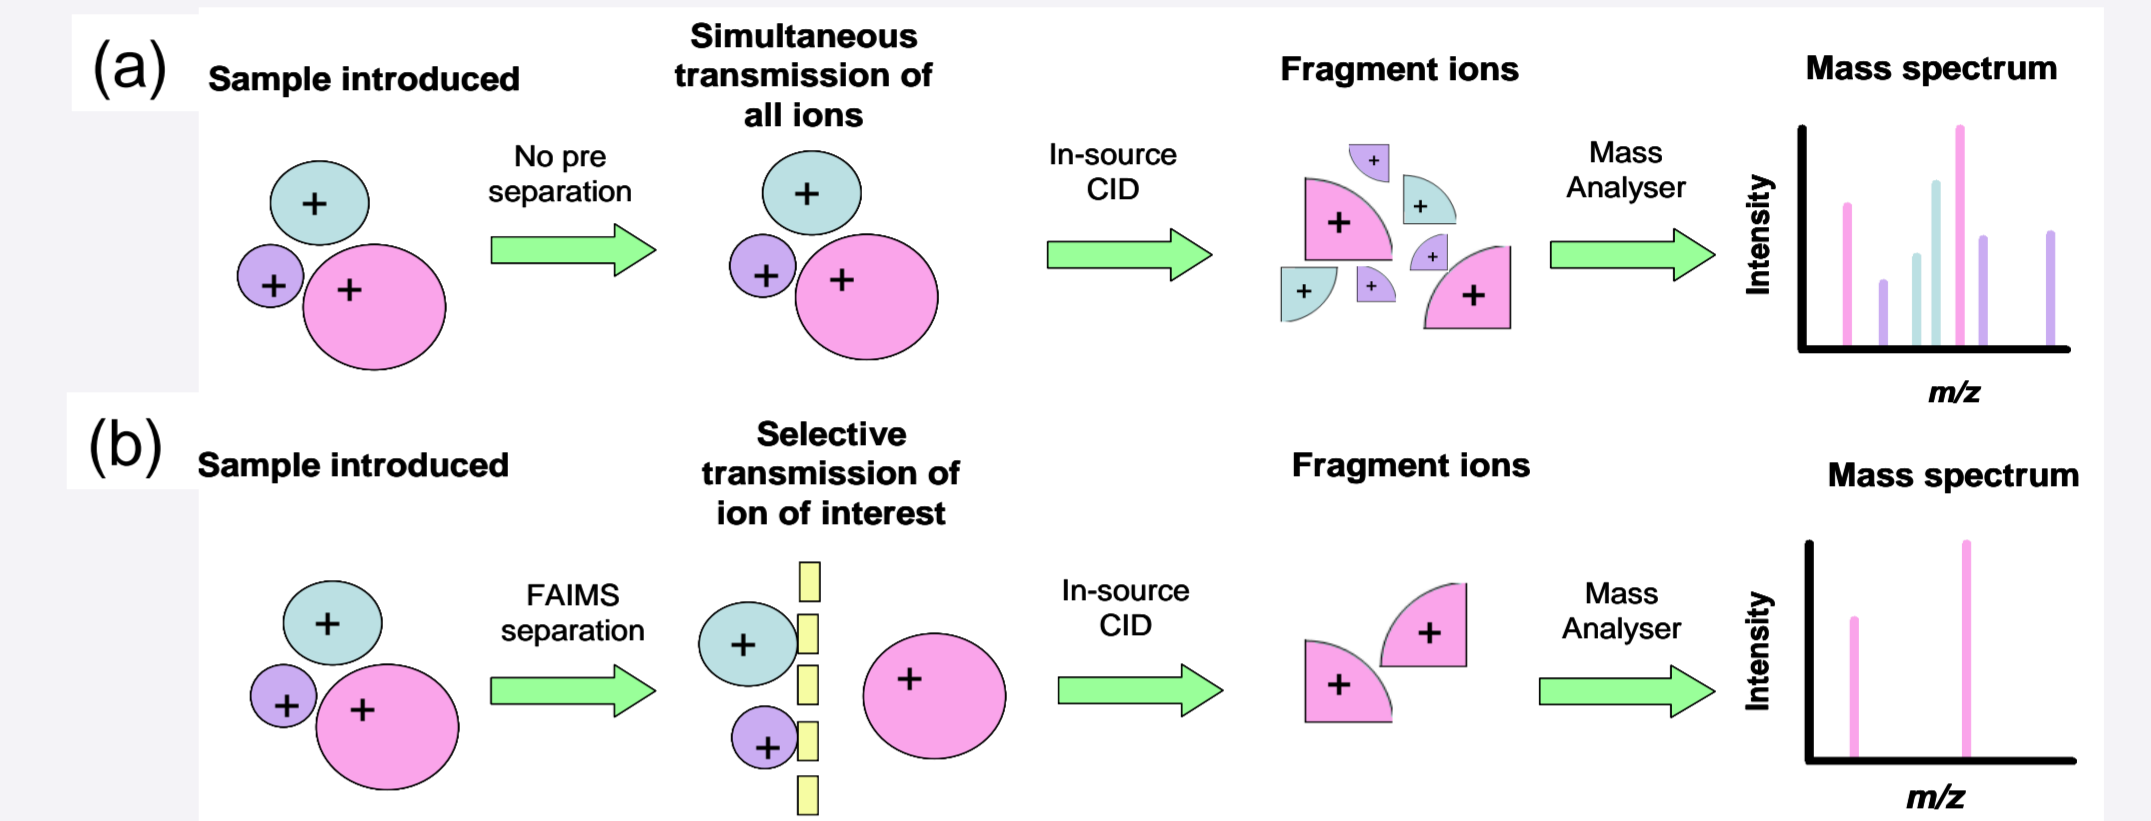 (a)
Sample introduced
No pre
separation
Simultaneous
transmission of
all ions
+
+
+
+
+
+
In-source
CID
Fragment ions
+
+
+
+
+
+
+
Mass
Analyser
Mass spectrum
Intensity
m/z
(b)
Sample introduced
+
+
+
FAIMS
separation
Selective
transmission of
ion of interest
+
+
+
In-source
CID
Fragment ions
+
+
Mass
Analyser
Mass spectrum
Intensity
m/z